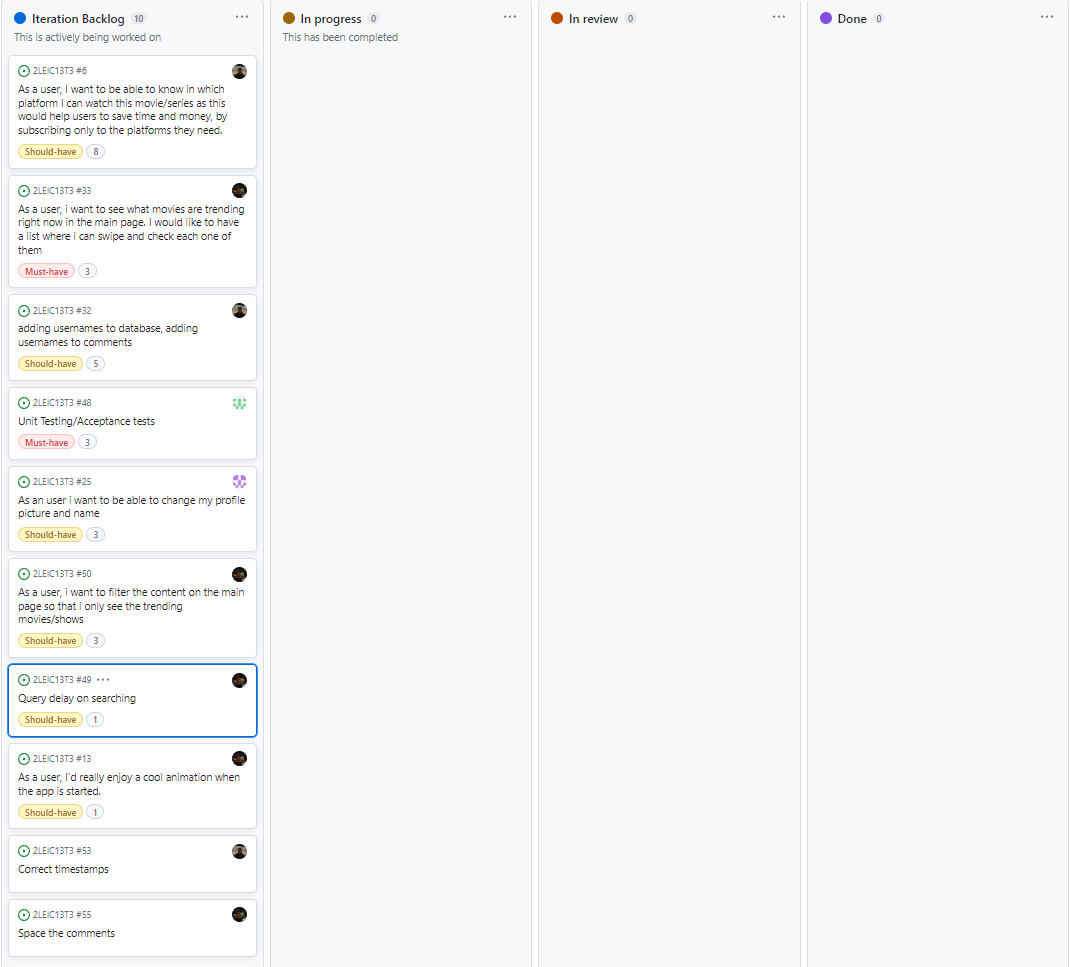 Iteration Backlog 10
This is actively being worked on
2LEIC13T3 #6
As a user, I want to be able to know in which
platform I can watch this movie/series as this
would help users to save time and money, by
subscribing only to the platforms they need.
Should-have 8
2LEIC13T3 #33
As a user, i want to see what movies are trending
right now in the main page. I would like to have
a list where i can swipe and check each one of
them
Must-have 3
2LEIC13T3 #32
adding usernames to database, adding
usernames to comments
Should-have 5
2LEIC13T3 #48
Unit Testing/Acceptance tests
Must-have 3
2LEIC13T3 #25
As an user i want to be able to change my profile
picture and name
Should-have 3
2LEIC13T3 #50
As a user, i want to filter the content on the main
page so that i only see the trending
movies/shows
Should-have 3
2LEIC13T3 #49
Query delay on searching
Should-have 1
2LEIC13T3 #13
As a user, I'd really enjoy a cool animation when
the app is started.
Should-have 1
2LEIC13T3 #53
Correct timestamps
2LEIC13T3 #55
Space the comments
In progress 0
This has been completed
In review 0
Done 0